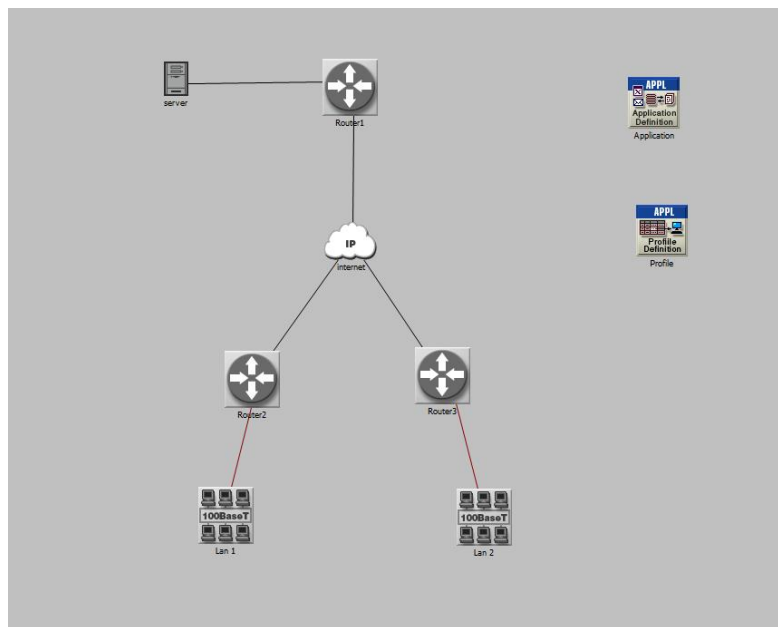 server
Router1
APPL
Application
Definition
Application
APPL
Profile
Definition
Profile
IP
internet
Router2
Router3
100BaseT
Lan 1
100BaseT
Lan 2